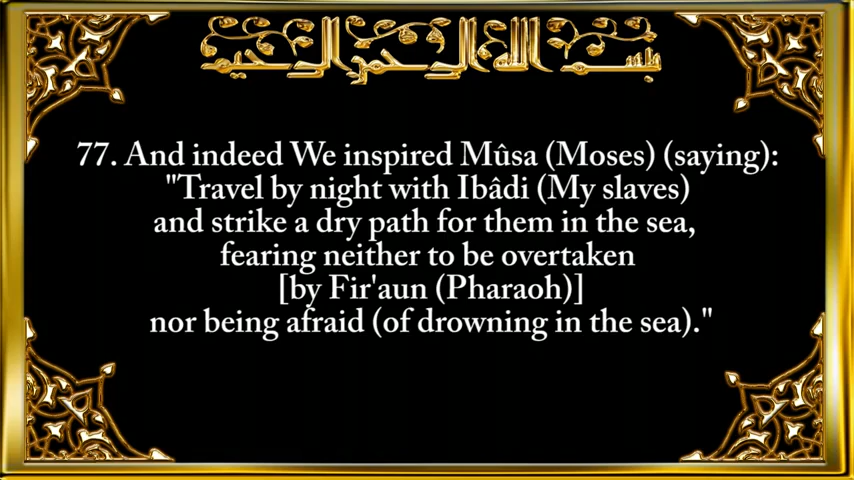 بسم الله الرحمن الرحيم
77. And indeed We inspired Mûsa (Moses) (saying):
"Travel by night with Ibâdi (My slaves)
and strike a dry path for them in the sea,
fearing neither to be overtaken
[by Fir'aun (Pharaoh)]
nor being afraid (of drowning in the sea)."